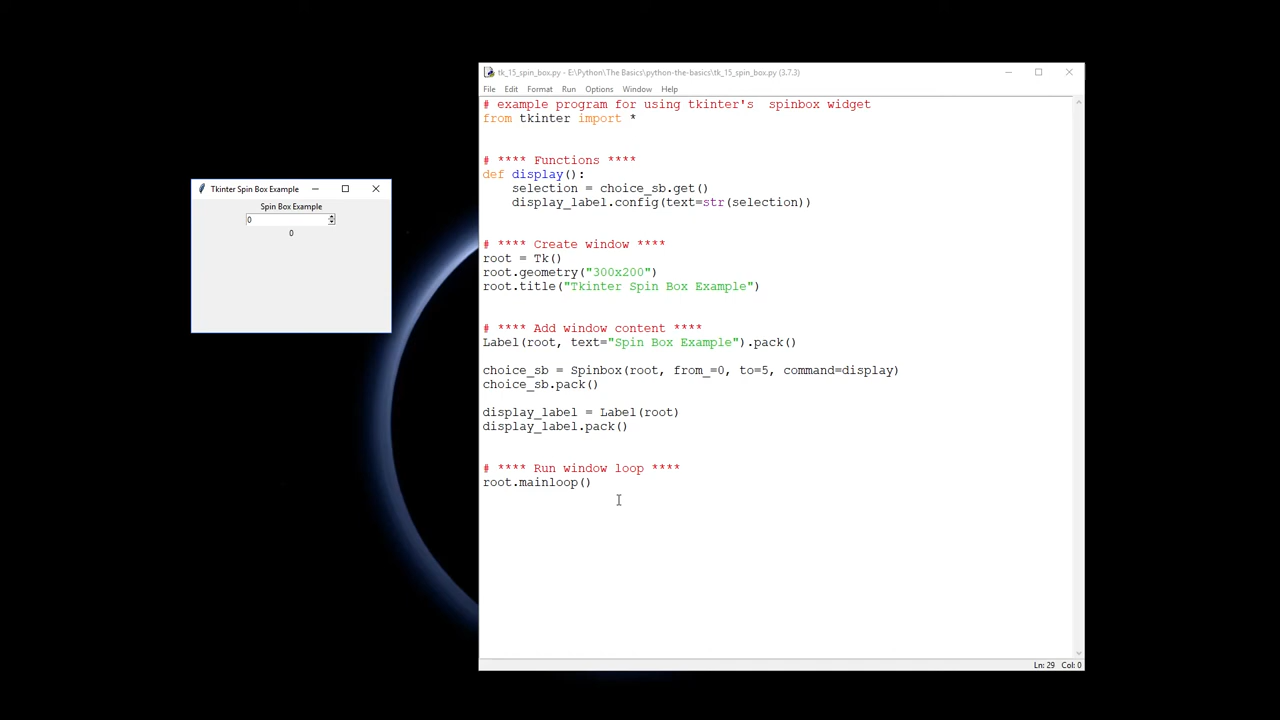 tk_15_spin_box.py - E:\Python\The Basics\python-the-basics\tk_15_spin_box.py (3.7.3)
File Edit Format Run Options Window Help
# example program for using tkinter's  spinbox widget
from tkinter import *
# **** Functions ****
def display():
    selection = choice_sb.get()
    display_label.config(text=str(selection))
# **** Create window ****
root = Tk()
root.geometry("300x200")
root.title("Tkinter Spin Box Example")
# **** Add window content ****
Label(root, text="Spin Box Example").pack()
choice_sb = Spinbox(root, from_=0, to=5, command=display)
choice_sb.pack()
display_label = Label(root)
display_label.pack()
# **** Run window loop ****
root.mainloop()
Ln: 29 Col: 0
Tkinter Spin Box Example
Spin Box Example
0
0